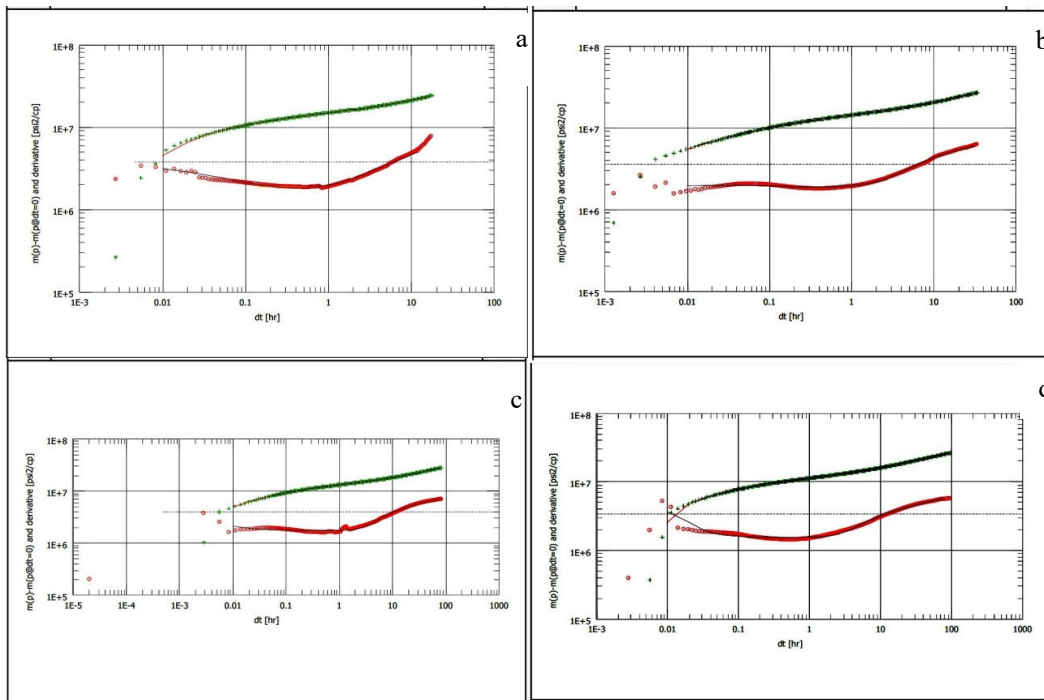 a
1E+8
1E+7
1E+6
1E+5
1E-3
0.01
0.1
1
10
100
dt [hr]
m(p)-m(p@dt=0) and derivative [psi2/cp]
b
1E+8
1E+7
1E+6
1E+5
1E-3
0.01
0.1
1
10
100
dt [hr]
m(p)-m(p@dt=0) and derivative [psi2/cp]
c
1E+8
1E+7
1E+6
1E+5
1E-5
1E-4
1E-3
0.01
0.1
1
10
100
1000
dt [hr]
m(p)-m(p@dt=0) and derivative [psi2/cp]
1E+8
1E+7
1E+6
1E+5
1E-3
0.01
0.1
1
10
100
1000
dt [hr]
m(p)-m(p@dt=0) and derivative [psi2/cp]